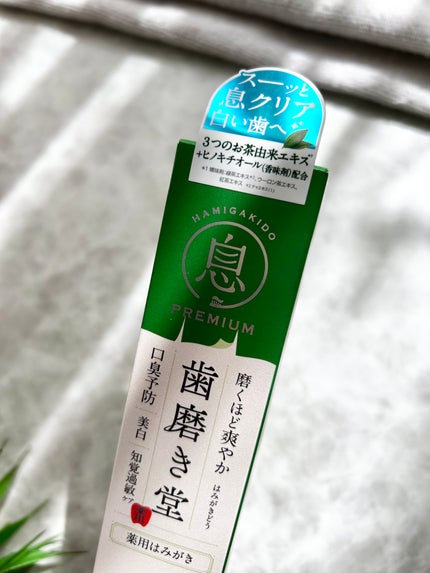 スーッと
息クリア
白い歯へ
3つのお茶由来エキス
+ヒノキチオール(香味剤)配合
HAMIGAKIDO
息
PREMIUM
磨くほど爽やか
はみがきどう
歯磨き堂
口臭予防
美白
知覚過敏
ケア
薬用はみがき